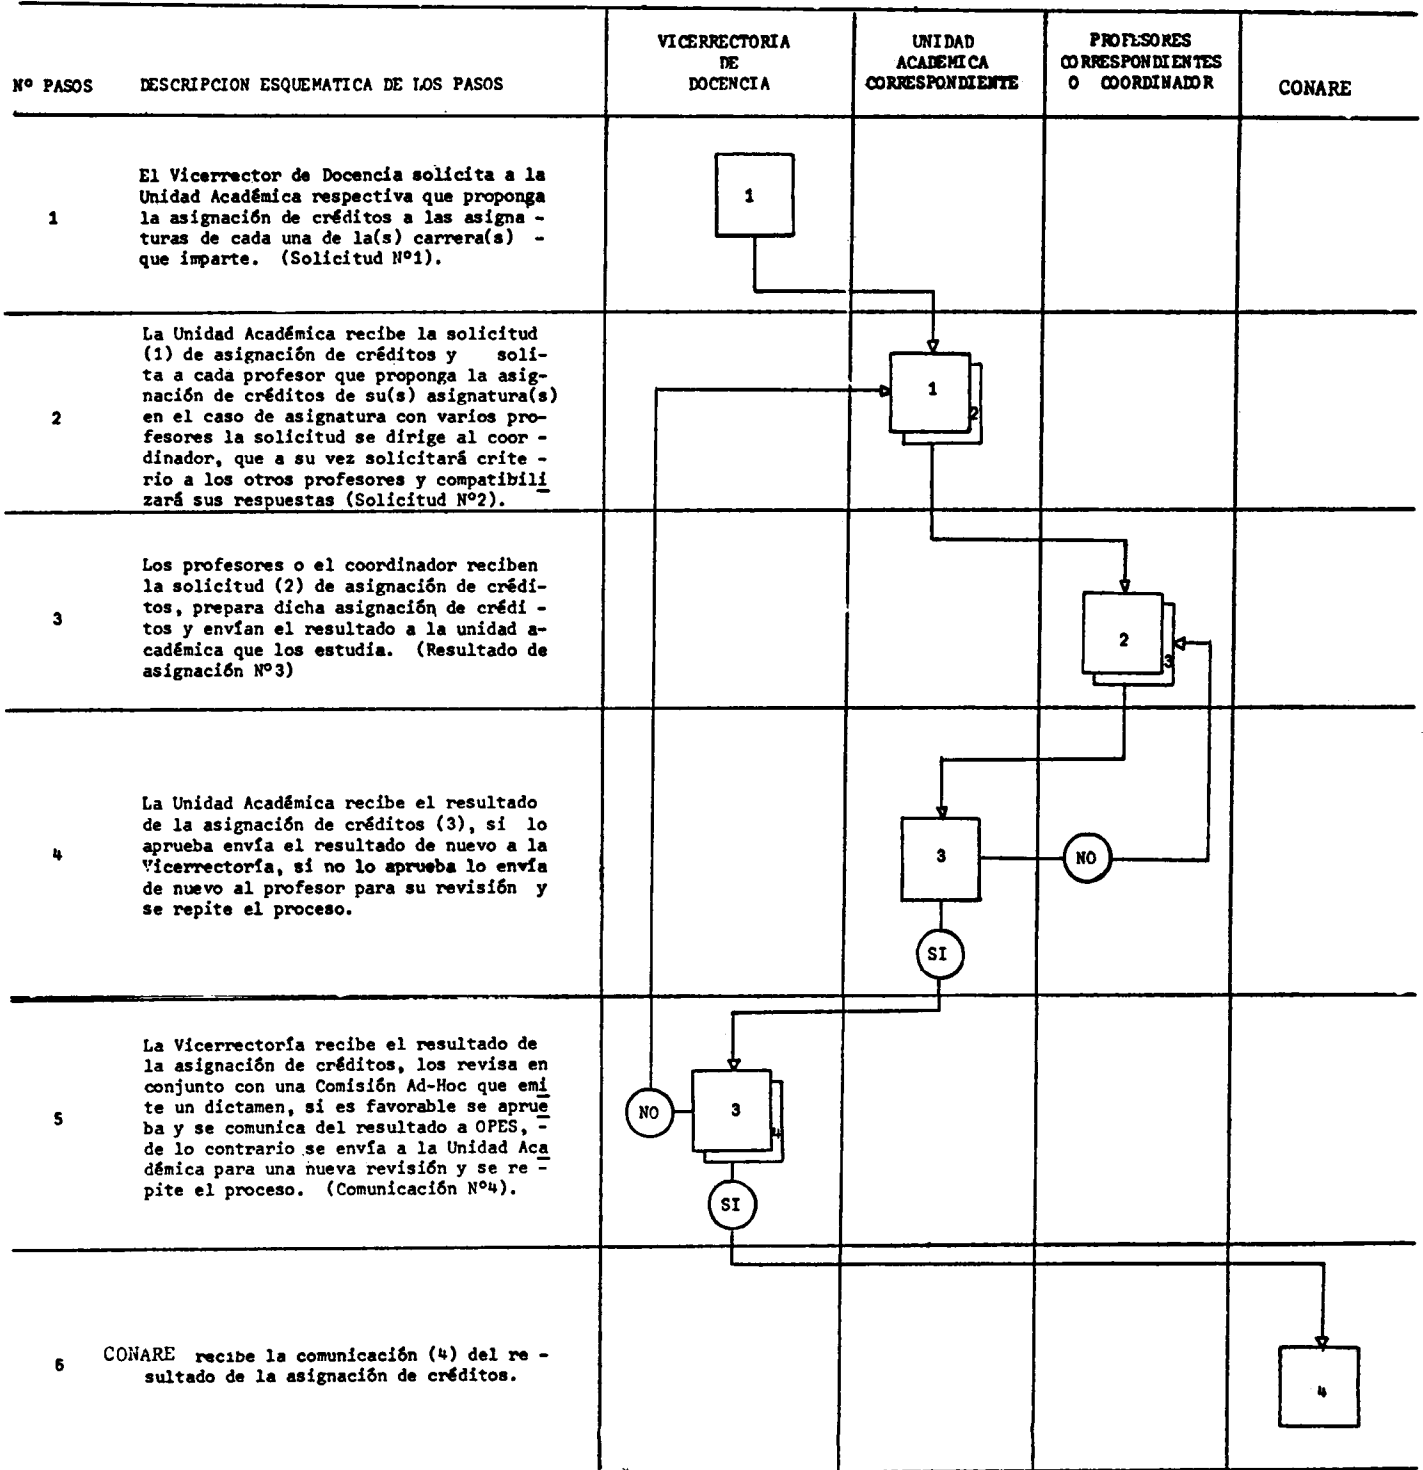 Nº PASOS
DESCRIPCION ESQUEMATICA DE LOS PASOS
VICERRECTORIA
DE
DOCENCIA
UNIDAD
ACADEMICA
CORRESPONDIENTE
PROFESORES
CORRESPONDIENTES
O COORDINADOR
CONARE
1
El Vicerrector de Docencia solicita a la
Unidad Académica respectiva que proponga
la asignación de créditos a las asigna -
turas de cada una de la(s) carrera(s) -
que imparte. (Solicitud Nº1).
1
2
La Unidad Académica recibe la solicitud
(1) de asignación de créditos y soli-
ta a cada profesor que proponga la asig-
nación de créditos de su(s) asignatura(s)
en el caso de asignatura con varios pro-
fesores la solicitud se dirige al coor -
dinador, que a su vez solicitará crite -
rio a los otros profesores y compatibili
zará sus respuestas (Solicitud Nº2).
1
2
3
Los profesores o el coordinador reciben
la solicitud (2) de asignación de crédi-
tos, prepara dicha asignación de crédi -
tos y envían el resultado a la unidad a-
cadémica que los estudia. (Resultado de
asignación Nº3)
2
3
4
La Unidad Académica recibe el resultado
de la asignación de créditos (3), si lo
aprueba envía el resultado de nuevo a la
Vicerrectoría, si no lo aprueba lo envía
de nuevo al profesor para su revisión y
se repite el proceso.
3
NO
SI
5
La Vicerrectoría recibe el resultado de
la asignación de créditos, los revisa en
conjunto con una Comisión Ad-Hoc que emi
te un dictamen, si es favorable se aprue
ba y se comunica del resultado a OPES, -
de lo contrario se envía a la Unidad Aca
démica para una nueva revisión y se re -
pite el proceso. (Comunicación Nº4).
NO
3
4
SI
6
CONARE recibe la comunicación (4) del re -
sultado de la asignación de créditos.
4